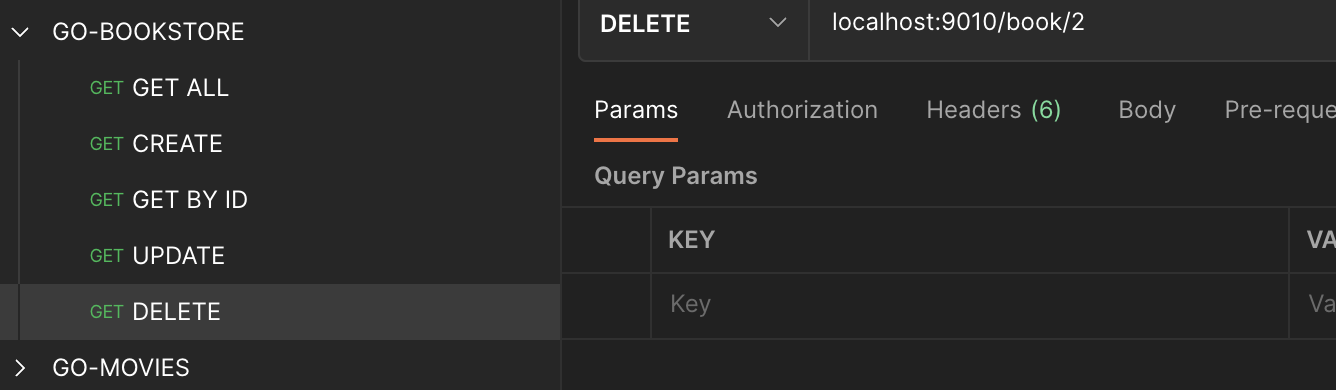 GO-BOOKSTORE
GET GET ALL
GET CREATE
GET GET BY ID
GET UPDATE
GET DELETE
GO-MOVIES
DELETE localhost:9010/book/2
Params Authorization Headers (6) Body Pre-reque
Query Params
KEY VA
Key Va